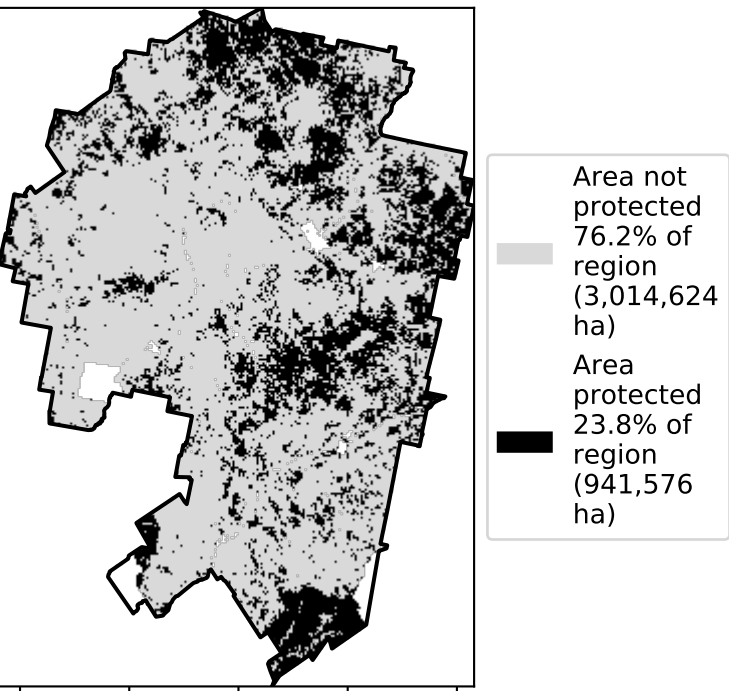 Area not
protected
76.2% of
region
(3,014,624
ha)
Area
protected
23.8% of
region
(941,576
ha)